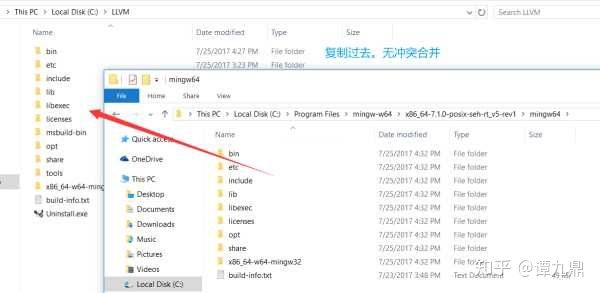 This PC
Local Disk (C:)
LLVM
Search LLVM
Name
Date modified
Type
Size
bin
7/25/2017 4:27 PM
File folder
复制过去。无冲突合并
etc
7/25/2017 3:23 PM
File folder
include
lib
libexec
licenses
msbuild-bin
opt
share
tools
x86_64-w64-ming
build-info.txt
Uninstall.exe
mingw64
File
Home
Share
View
This PC
Local Disk (C:)
Program Files
mingw-w64
x86_64-7.1.0-posix-seh-rt_v5-rev1
mingw64
Quick access
OneDrive
This PC
Desktop
Documents
Downloads
Music
Pictures
Videos
Local Disk (C:)
Name
Date modified
Type
bin
7/25/2017 4:32 PM
File folder
etc
7/25/2017 4:32 PM
File folder
include
7/25/2017 4:32 PM
File folder
lib
7/25/2017 4:32 PM
File folder
libexec
7/25/2017 4:32 PM
File folder
licenses
7/25/2017 4:32 PM
File folder
opt
7/25/2017 4:32 PM
File folder
share
7/25/2017 4:32 PM
File folder
x86_64-w64-mingw32
7/25/2017 4:32 PM
File folder
build-info.txt
7/23/2017 3:48 PM
Text Document
知乎 @谭九鼎